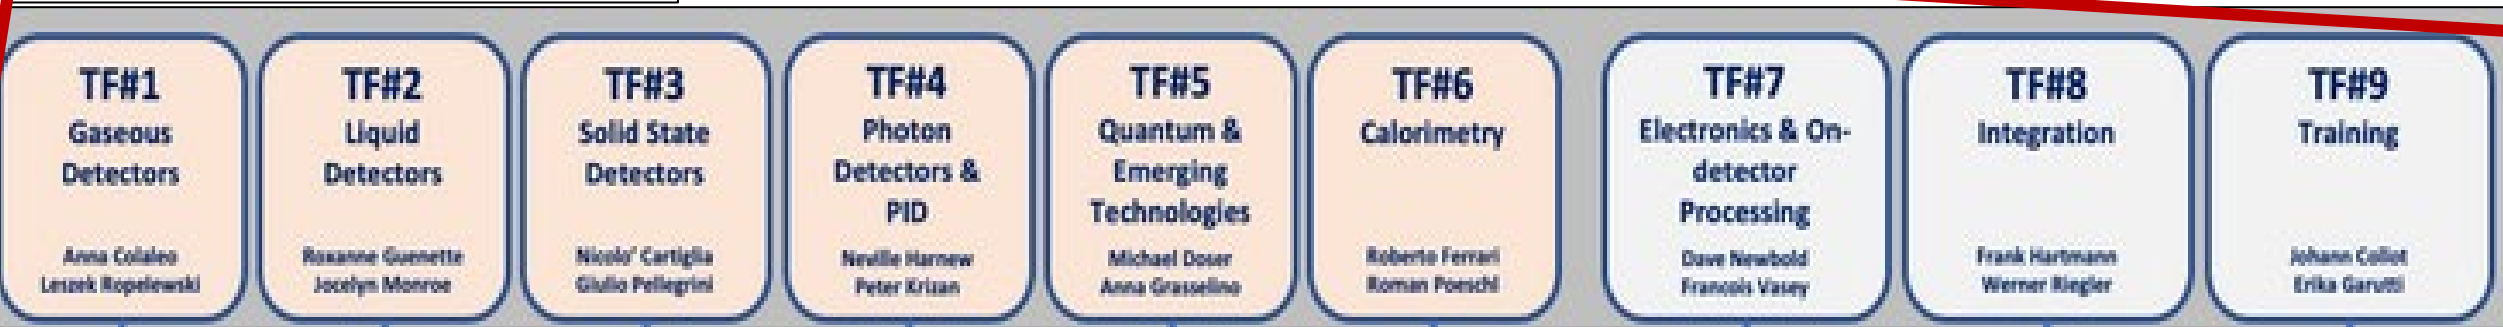 TF#1
Gaseous
Detectors
Anna Colaleo
Leszek Ropelewski
TF#2
Liquid
Detectors
Roxanne Guenette
Jocelyn Monroe
TF#3
Solid State
Detectors
Nicolo' Cartiglia
Giulio Pellegrini
TF#4
Photon
Detectors &
PID
Neville Harnew
Peter Krizan
TF#5
Quantum &
Emerging
Technologies
Michael Doser
Anna Grasselino
TF#6
Calorimetry
Roberto Ferrari
Roman Poeschl
TF#7
Electronics & On-
detector
Processing
Dave Newbold
Francois Vasey
TF#8
Integration
Frank Hartmann
Werner Riegler
TF#9
Training
Johann Collot
Erika Garutti